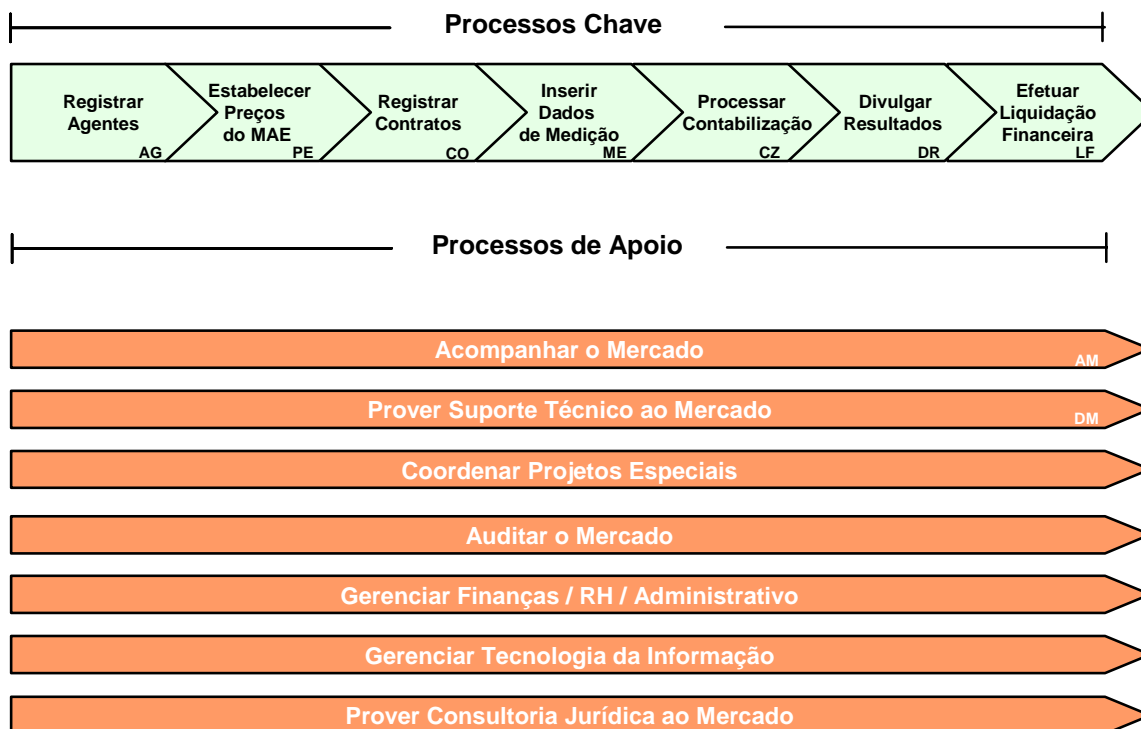 Processos Chave
Registrar
Agentes
AG
Estabelecer
Preços
do MAE
PE
Registrar
Contratos
CO
Inserir
Dados
de Medição
ME
Processar
Contabilização
CZ
Divulgar
Resultados
DR
Efetuar
Liquidação
Financeira
LF
Processos de Apoio
Acompanhar o Mercado
AM
Prover Suporte Técnico ao Mercado
DM
Coordenar Projetos Especiais
Auditar o Mercado
Gerenciar Finanças / RH / Administrativo
Gerenciar Tecnologia da Informação
Prover Consultoria Jurídica ao Mercado